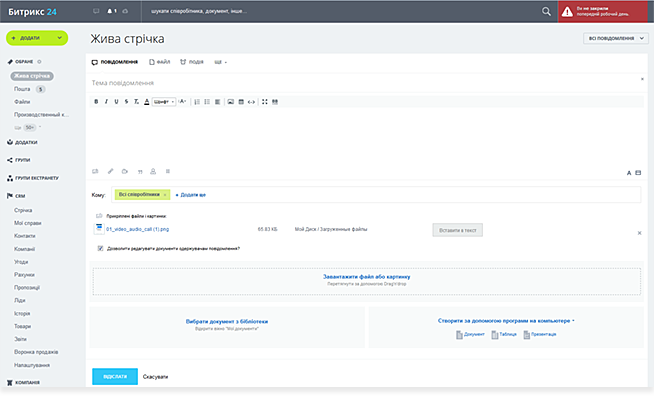 Битрикс 24
1
шукати співробітника, документ, інше...
Ви не закрили
попередній робочий день.
+ ДОДАТИ
Жива стрічка
ВСІ ПОВІДОМЛЕННЯ
ОБРАНЕ
Жива стрічка
Пошта 5
Файли
Производственный к...
ще 50+
ДОДАТКИ
ГРУПИ
ГРУПИ ЕКСТРАНЕТУ
CRM
Стрічка
Мої справи
Контакти
Компанії
Угоди
Рахунки
Пропозиції
Ліди
Історія
Товари
Звіти
Воронка продажів
Налаштування
КОМПАНІЯ
ПОВІДОМЛЕННЯ ФАЙЛ ПОДІЯ ЩЕ
Тема повідомлення
B I U S Шрифт
Кому: Всі співробітники × + Додати ще
Прикріплені файли і картинки
01_video_audio_call (1).png 65.83 КБ Мой Диск / Загруженные файлы Вставити в текст
Дозволити редагувати документи одержувачам повідомлення?
Завантажити файл або картинку
Перетягнути за допомогою Drag'n'drop
Вибрати документ з бібліотеки
Відкрити вікно "Мої документи"
Створити за допомогою програм на компьютере
Документ Таблиця Презентація
ВІДІСЛАТИ Скасувати